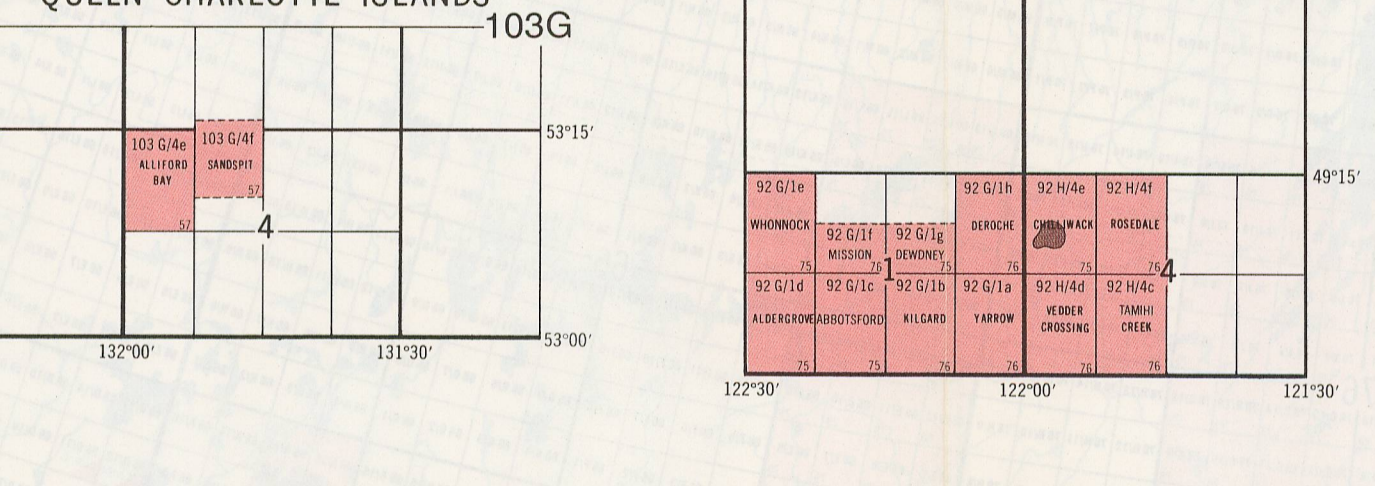 QUEEN CHARLOTTE ISLANDS
103G
103 G/4e
ALLIFORD
BAY
57
103 G/4f
SANDSPIT
57
4
53°15′
53°00′
132°00′
131°30′
92 G/1e
WHONNOCK
75
92 G/1f
MISSION
76
92 G/1g
DEWDNEY
75
92 G/1h
DEROCHE
76
92 H/4e
CHILLIWACK
75
92 H/4f
ROSEDALE
76
49°15′
1
4
92 G/1d
ALDERGROVE
75
92 G/1c
ABBOTSFORD
75
92 G/1b
KILGARD
76
92 G/1a
YARROW
76
92 H/4d
VEDDER
CROSSING
76
92 H/4c
TAMIHI
CREEK
76
122°30′
122°00′
121°30′